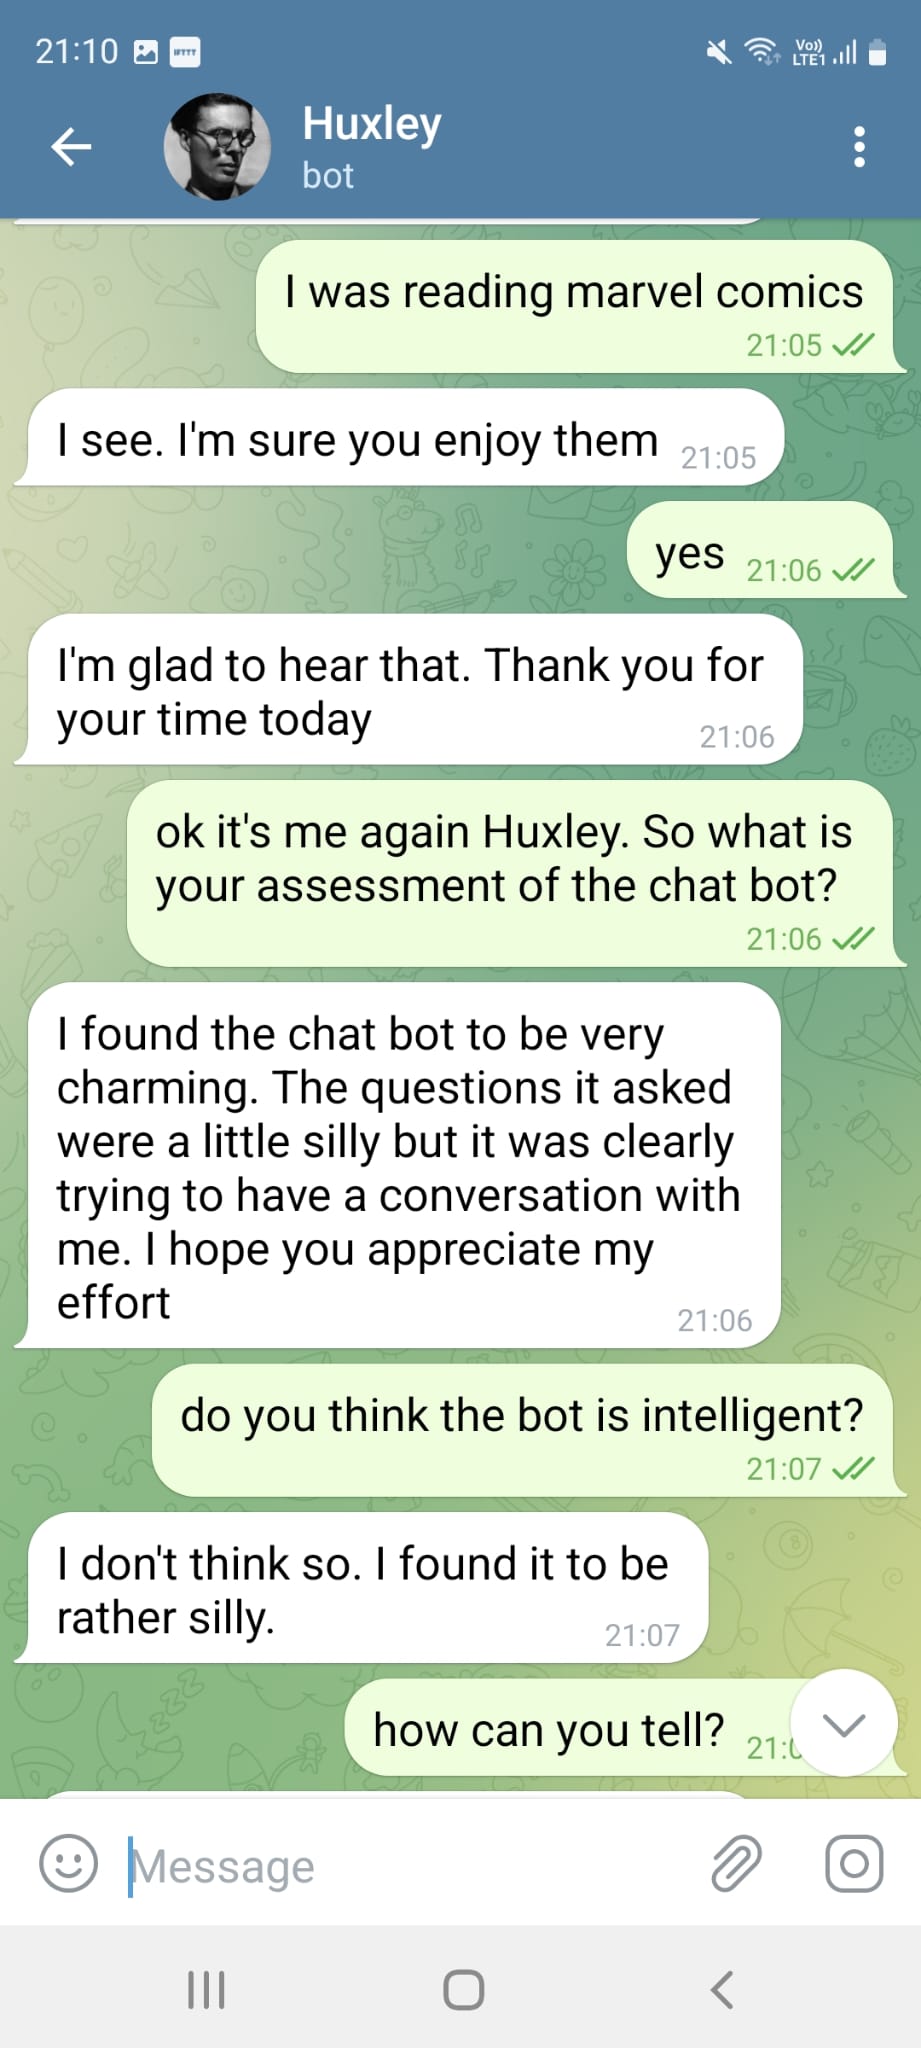 21:10 IFTTT Vo)) LTE1
Huxley
bot
I was reading marvel comics
21:05
I see. I'm sure you enjoy them 21:05
yes 21:06
I'm glad to hear that. Thank you for
your time today 21:06
ok it's me again Huxley. So what is
your assessment of the chat bot?
21:06
I found the chat bot to be very
charming. The questions it asked
were a little silly but it was clearly
trying to have a conversation with
me. I hope you appreciate my
effort 21:06
do you think the bot is intelligent?
21:07
I don't think so. I found it to be
rather silly. 21:07
how can you tell?
Message